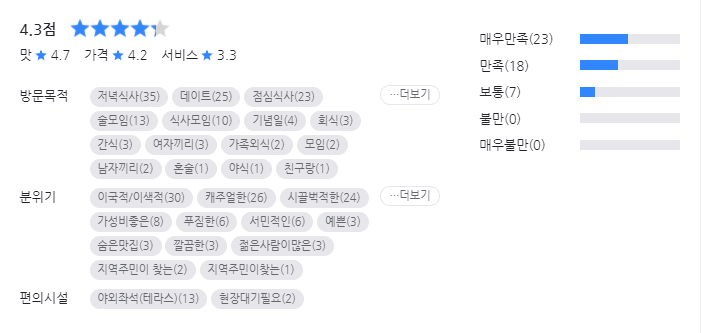 4.3점
맛 4.7 가격 4.2 서비스 3.3
방문목적 저녁식사(35) 데이트(25) 점심식사(23) ···더보기
술모임(13) 식사모임(10) 기념일(4) 회식(3)
간식(3) 여자끼리(3) 가족외식(2) 모임(2)
남자끼리(2) 혼술(1) 야식(1) 친구랑(1)
분위기 이국적/이색적(30) 캐주얼한(26) 시끌벅적한(24) ···더보기
가성비좋은(8) 푸짐한(6) 서민적인(6) 예쁜(3)
숨은맛집(3) 깔끔한(3) 젊은사람이많은(3)
지역주민이 찾는(2) 지역주민이찾는(1)
편의시설 야외좌석(테라스)(13) 현장대기필요(2)
매우만족(23)
만족(18)
보통(7)
불만(0)
매우불만(0)